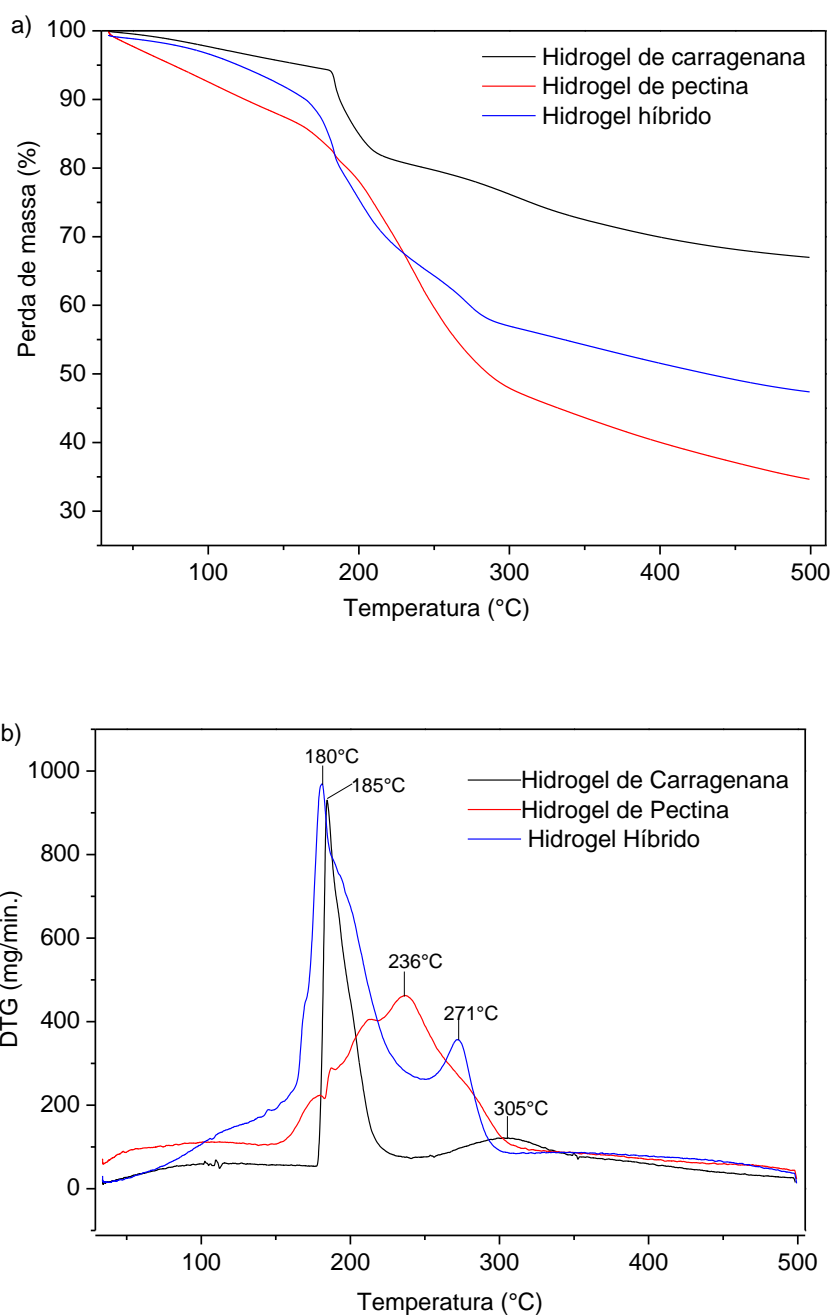 a)
100
90
80
70
60
50
40
30
Perda de massa (%)
Hidrogel de carragenana
Hidrogel de pectina
Hidrogel híbrido
100
200
300
400
500
Temperatura (°C)
b)
1000
800
600
400
200
0
DTG (mg/min.)
180°C
185°C
236°C
271°C
305°C
Hidrogel de Carragenana
Hidrogel de Pectina
Hidrogel Híbrido
100
200
300
400
500
Temperatura (°C)